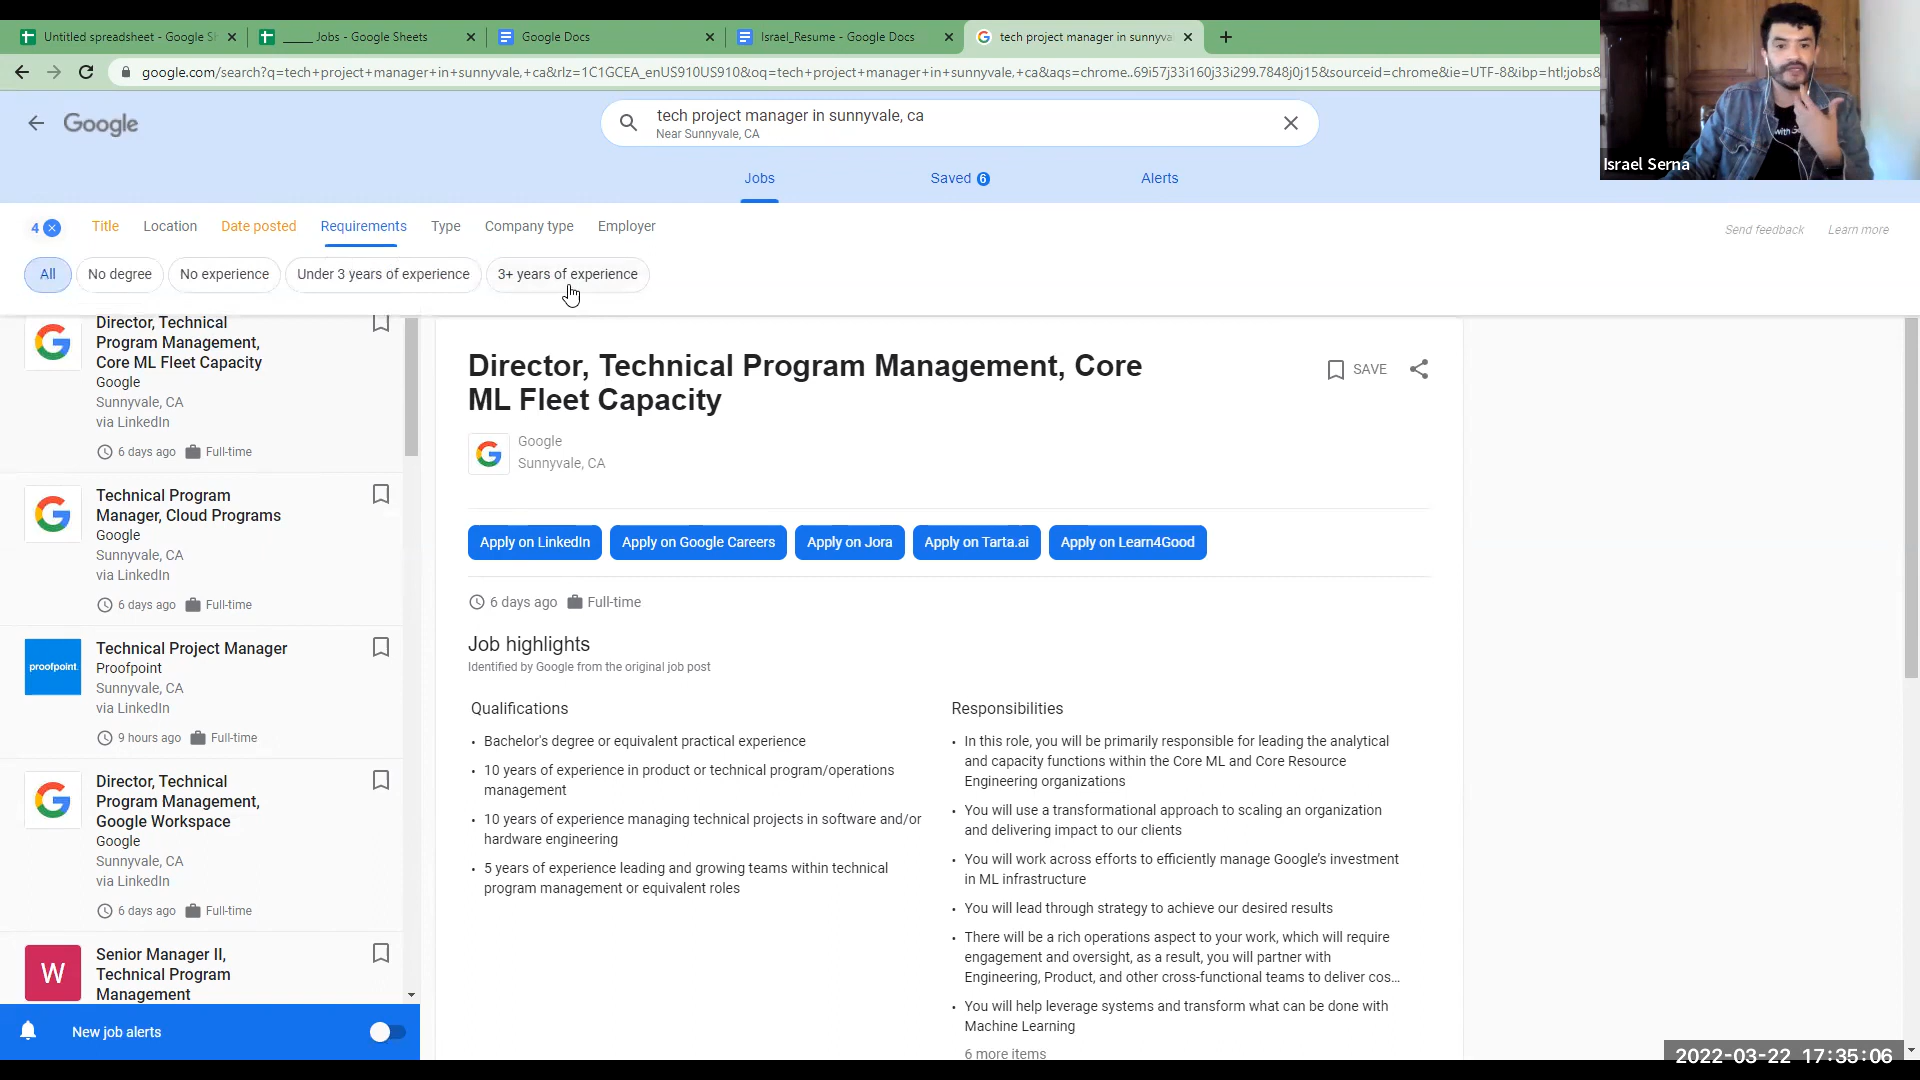 Untitled spreadsheet - Google Sh
_____ Jobs - Google Sheets
Google Docs
Israel_Resume - Google Docs
tech project manager in sunnyva
google.com/search?q=tech+project+manager+in+sunnyvale,+ca&rlz=1C1GCEA_enUS910US910&oq=tech+project+manager+in+sunnyvale,+ca&aqs=chrome..69i57j33i160j33i299.7848j0j15&sourceid=chrome&ie=UTF-8&ibp=htl;jobs&
Google
tech project manager in sunnyvale, ca
Near Sunnyvale, CA
with G
Israel Serna
Jobs
Saved 6
Alerts
4
Title
Location
Date posted
Requirements
Type
Company type
Employer
Send feedback
Learn more
All
No degree
No experience
Under 3 years of experience
3+ years of experience
Director, Technical
Program Management,
Core ML Fleet Capacity
Google
Sunnyvale, CA
via LinkedIn
6 days ago
Full-time
Technical Program
Manager, Cloud Programs
Google
Sunnyvale, CA
via LinkedIn
6 days ago
Full-time
proofpoint.
Technical Project Manager
Proofpoint
Sunnyvale, CA
via LinkedIn
9 hours ago
Full-time
Director, Technical
Program Management,
Google Workspace
Google
Sunnyvale, CA
via LinkedIn
6 days ago
Full-time
W
Senior Manager II,
Technical Program
Management
New job alerts
Director, Technical Program Management, Core
ML Fleet Capacity
SAVE
Google
Sunnyvale, CA
Apply on LinkedIn
Apply on Google Careers
Apply on Jora
Apply on Tarta.ai
Apply on Learn4Good
6 days ago
Full-time
Job highlights
Identified by Google from the original job post
Qualifications
• Bachelor's degree or equivalent practical experience
• 10 years of experience in product or technical program/operations
management
• 10 years of experience managing technical projects in software and/or
hardware engineering
• 5 years of experience leading and growing teams within technical
program management or equivalent roles
Responsibilities
• In this role, you will be primarily responsible for leading the analytical
and capacity functions within the Core ML and Core Resource
Engineering organizations
• You will use a transformational approach to scaling an organization
and delivering impact to our clients
• You will work across efforts to efficiently manage Google's investment
in ML infrastructure
• You will lead through strategy to achieve our desired results
• There will be a rich operations aspect to your work, which will require
engagement and oversight, as a result, you will partner with
Engineering, Product, and other cross-functional teams to deliver cos...
• You will help leverage systems and transform what can be done with
Machine Learning
6 more items
2022-03-22 17:35:06